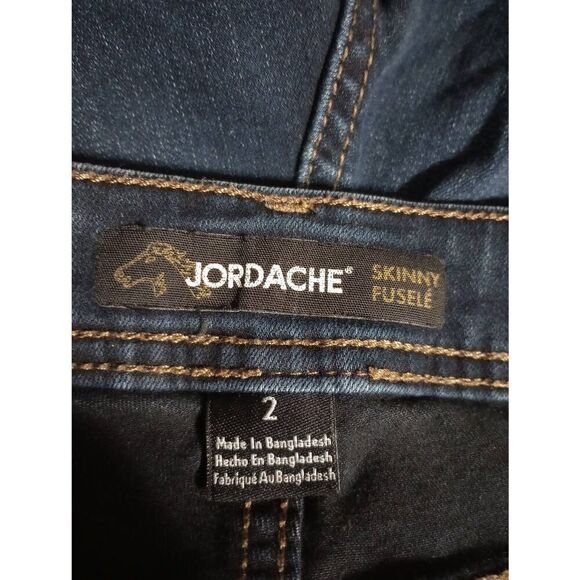 JORDACHE®
SKINNY
FUSELÉ
2
Made In Bangladesh
Hecho En Bangladesh
Fabriqué Au Bangladesh